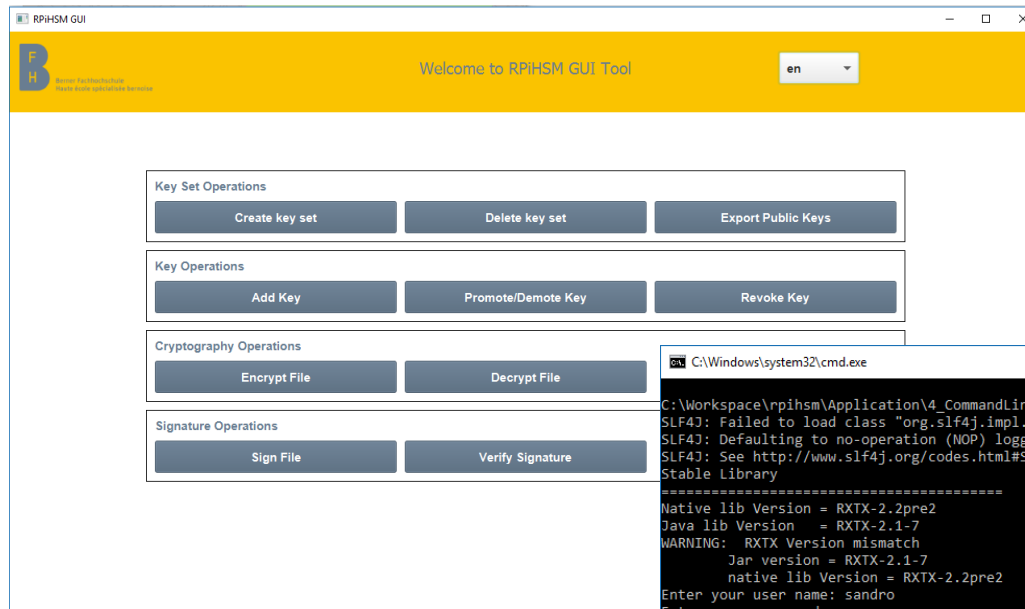 RPiHSM GUI
F
H
Berner Fachhochschule
Haute école spécialisée bernoise
Welcome to RPiHSM GUI Tool
en
Key Set Operations
Create key set
Delete key set
Export Public Keys
Key Operations
Add Key
Promote/Demote Key
Revoke Key
Cryptography Operations
Encrypt File
Decrypt File
Signature Operations
Sign File
Verify Signature
C:\Windows\system32\cmd.exe
C:\Workspace\rpihsm\Application\4_CommandLin
SLF4J: Failed to load class "org.slf4j.impl.
SLF4J: Defaulting to no-operation (NOP) logg
SLF4J: See http://www.slf4j.org/codes.html#S
Stable Library
=========================================
Native lib Version = RXTX-2.2pre2
Java lib Version   = RXTX-2.1-7
WARNING:  RXTX Version mismatch
        Jar version = RXTX-2.1-7
        native lib Version = RXTX-2.2pre2
Enter your user name: sandro